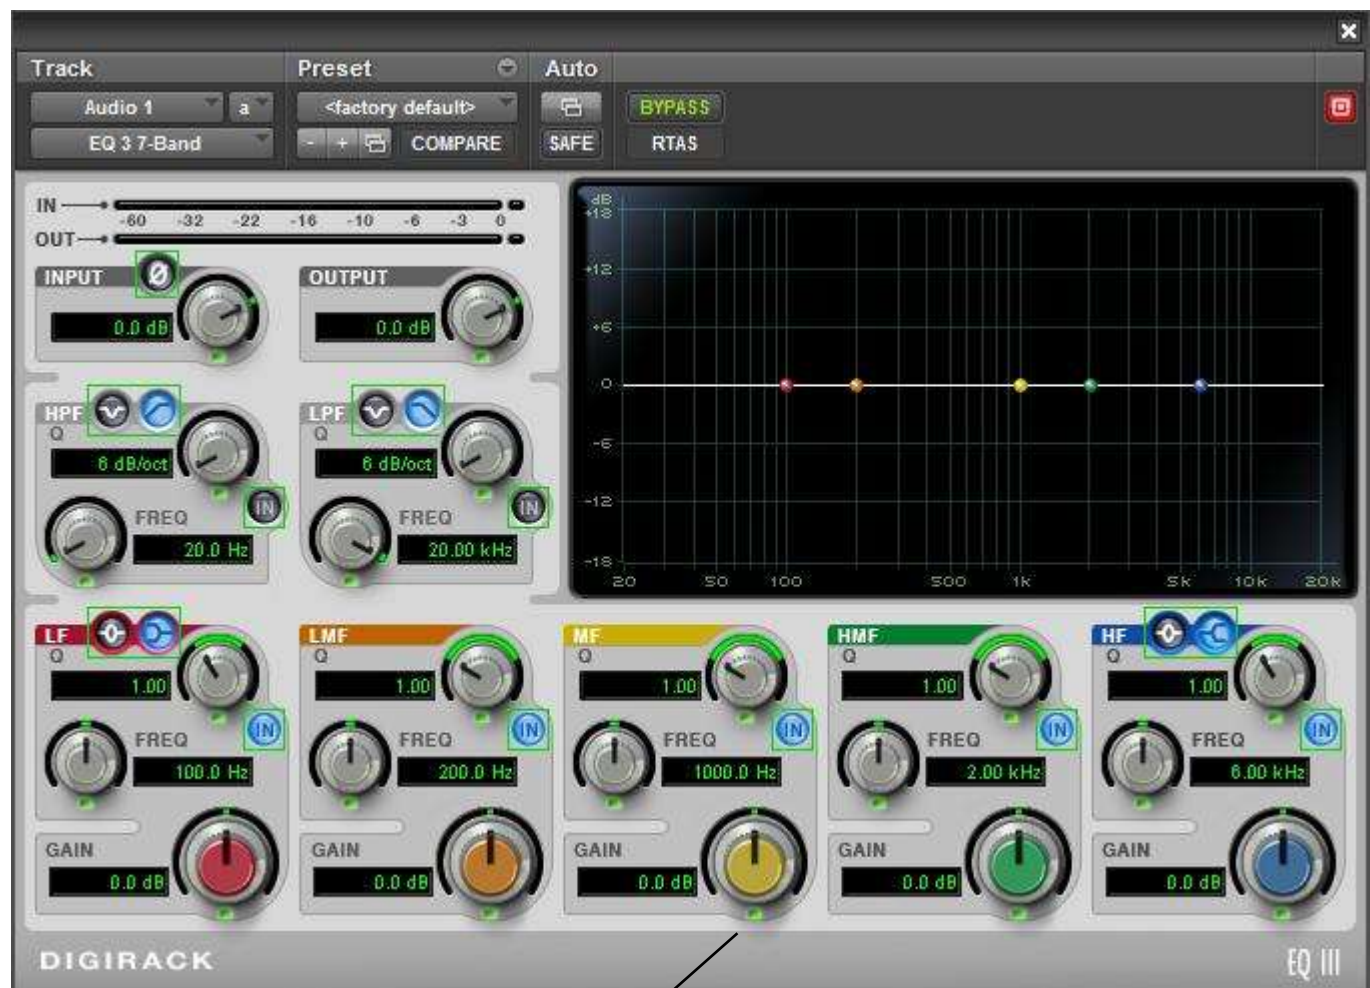 Track Preset Auto
Audio 1 a <factory default> BYPASS
EQ 3 7-Band - + COMPARE SAFE RTAS
IN
-60 -32 -22 -16 -10 -6 -3 0
OUT
INPUT Ø OUTPUT
0.0 dB 0.0 dB
HPF LPF
Q Q
6 dB/oct 6 dB/oct
IN IN
FREQ FREQ
20.0 Hz 20.00 kHz
dB
+18
+12
+6
0
-6
-12
-18
20 50 100 500 1k 5k 10k 20k
LF LMF MF HMF HF
Q Q Q Q Q
1.00 1.00 1.00 1.00 1.00
IN IN IN IN IN
FREQ FREQ FREQ FREQ FREQ
100.0 Hz 200.0 Hz 1000.0 Hz 2.00 kHz 6.00 kHz
GAIN GAIN GAIN GAIN GAIN
0.0 dB 0.0 dB 0.0 dB 0.0 dB 0.0 dB
DIGIRACK EQ III